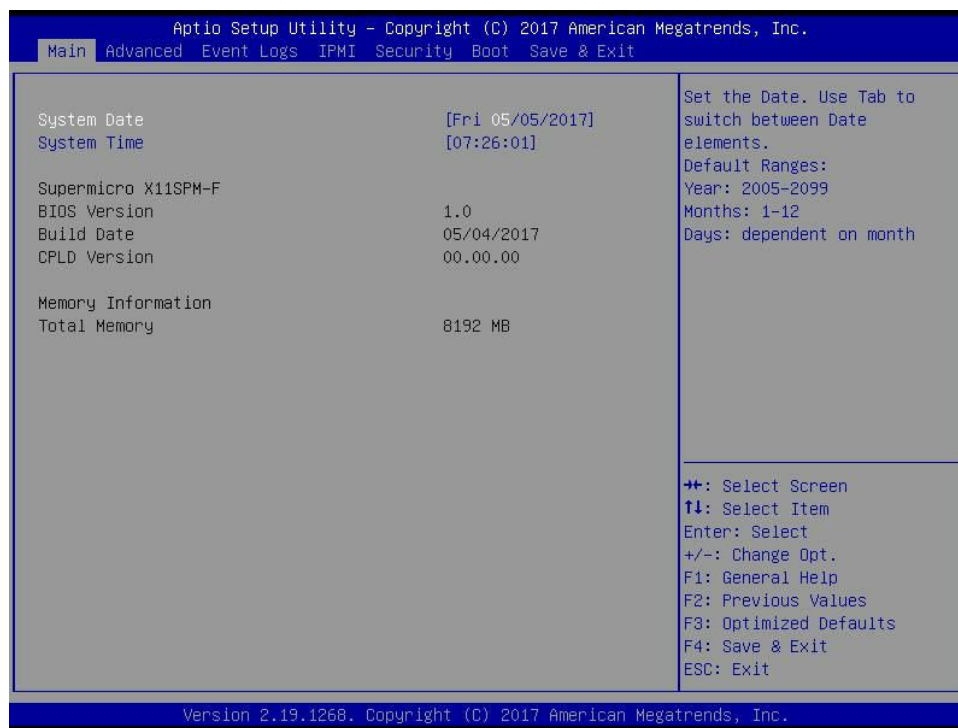 Aptio Setup Utility – Copyright (C) 2017 American Megatrends, Inc.
Main Advanced Event Logs IPMI Security Boot Save & Exit
System Date [Fri 05/05/2017]
System Time [07:26:01]
Supermicro X11SPM-F
BIOS Version 1.0
Build Date 05/04/2017
CPLD Version 00.00.00
Memory Information
Total Memory 8192 MB
Set the Date. Use Tab to
switch between Date
elements.
Default Ranges:
Year: 2005-2099
Months: 1-12
Days: dependent on month
→←: Select Screen
↑↓: Select Item
Enter: Select
+/-: Change Opt.
F1: General Help
F2: Previous Values
F3: Optimized Defaults
F4: Save & Exit
ESC: Exit
Version 2.19.1268. Copyright (C) 2017 American Megatrends, Inc.